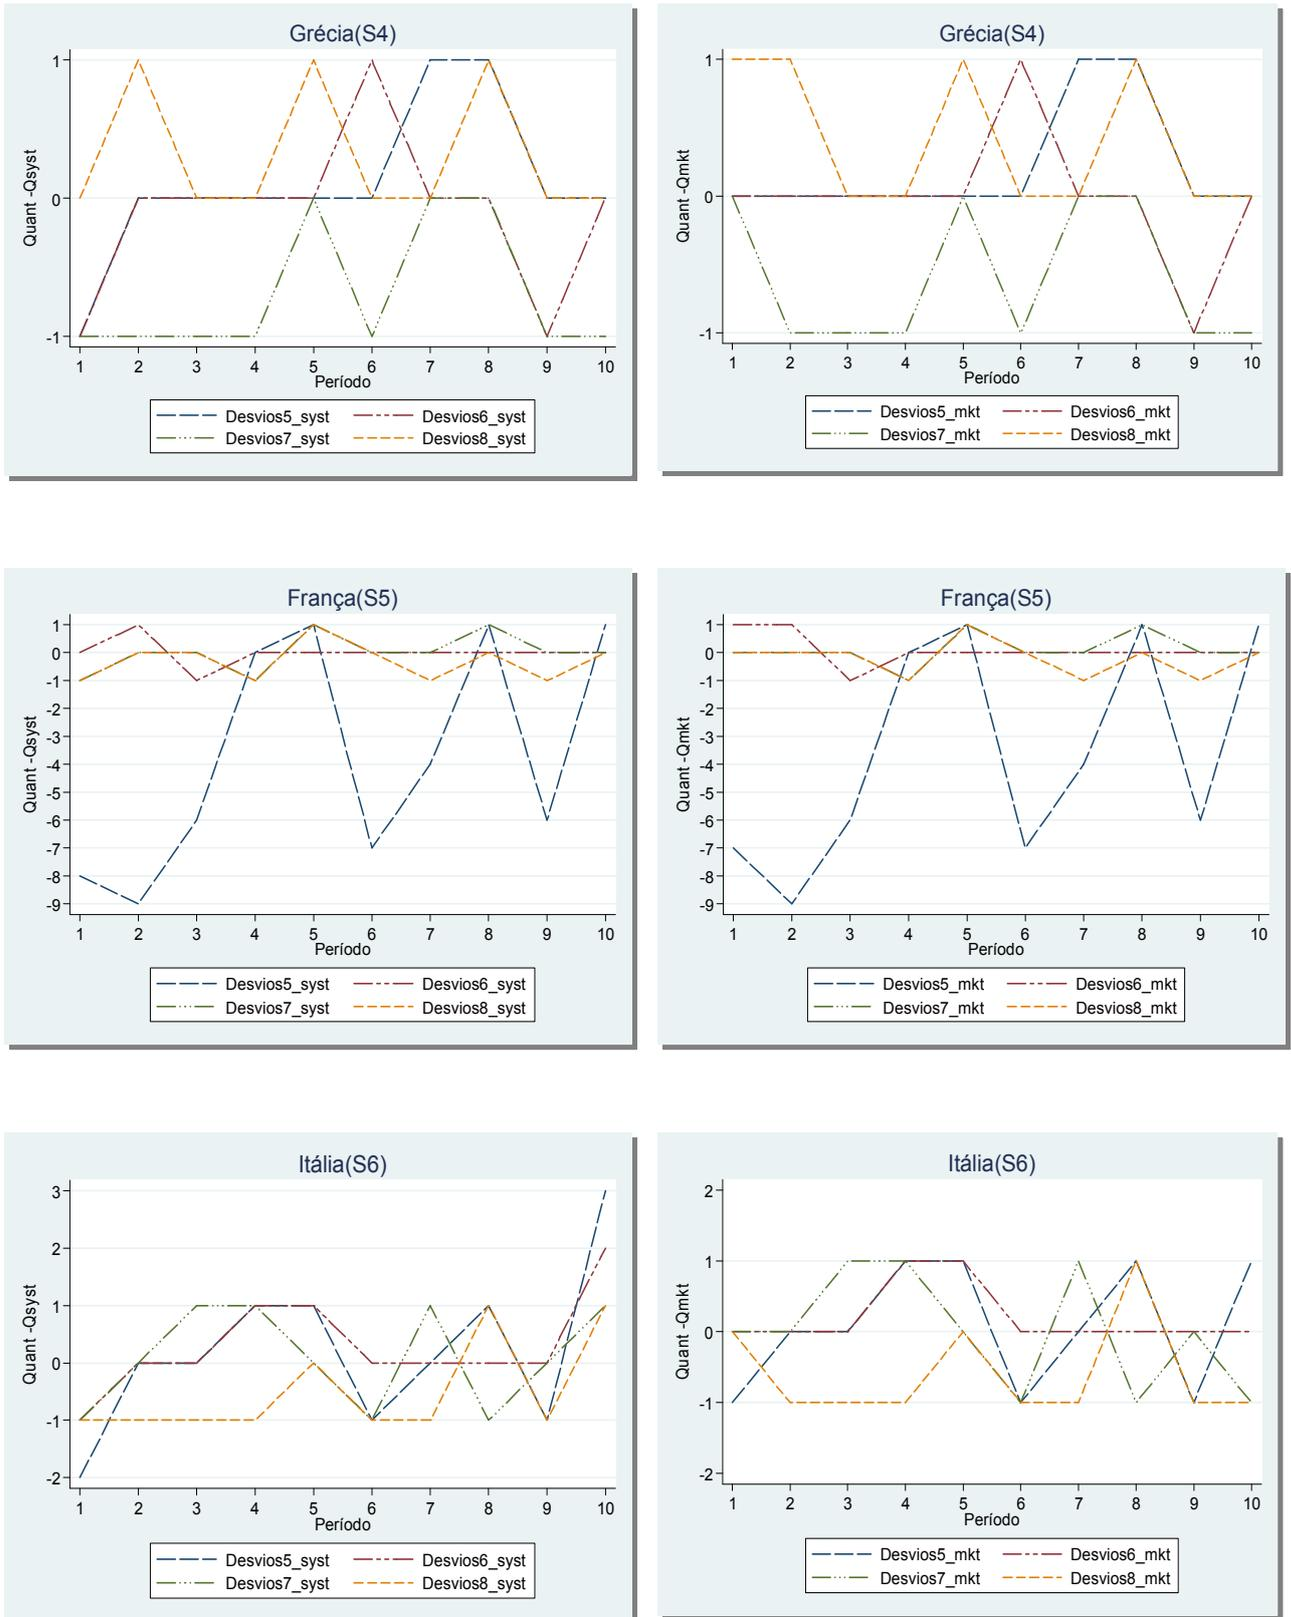 Grécia(S4)
Quant -Qsyst
1
0
-1
1 2 3 4 5 6 7 8 9 10
Período
Desvios5_syst Desvios6_syst
Desvios7_syst Desvios8_syst
Grécia(S4)
Quant -Qmkt
1
0
-1
1 2 3 4 5 6 7 8 9 10
Período
Desvios5_mkt Desvios6_mkt
Desvios7_mkt Desvios8_mkt
França(S5)
Quant -Qsyst
1
0
-1
-2
-3
-4
-5
-6
-7
-8
-9
1 2 3 4 5 6 7 8 9 10
Período
Desvios5_syst Desvios6_syst
Desvios7_syst Desvios8_syst
França(S5)
Quant -Qmkt
1
0
-1
-2
-3
-4
-5
-6
-7
-8
-9
1 2 3 4 5 6 7 8 9 10
Período
Desvios5_mkt Desvios6_mkt
Desvios7_mkt Desvios8_mkt
Itália(S6)
Quant -Qsyst
3
2
1
0
-1
-2
1 2 3 4 5 6 7 8 9 10
Período
Desvios5_syst Desvios6_syst
Desvios7_syst Desvios8_syst
Itália(S6)
Quant -Qmkt
2
1
0
-1
-2
1 2 3 4 5 6 7 8 9 10
Período
Desvios5_mkt Desvios6_mkt
Desvios7_mkt Desvios8_mkt